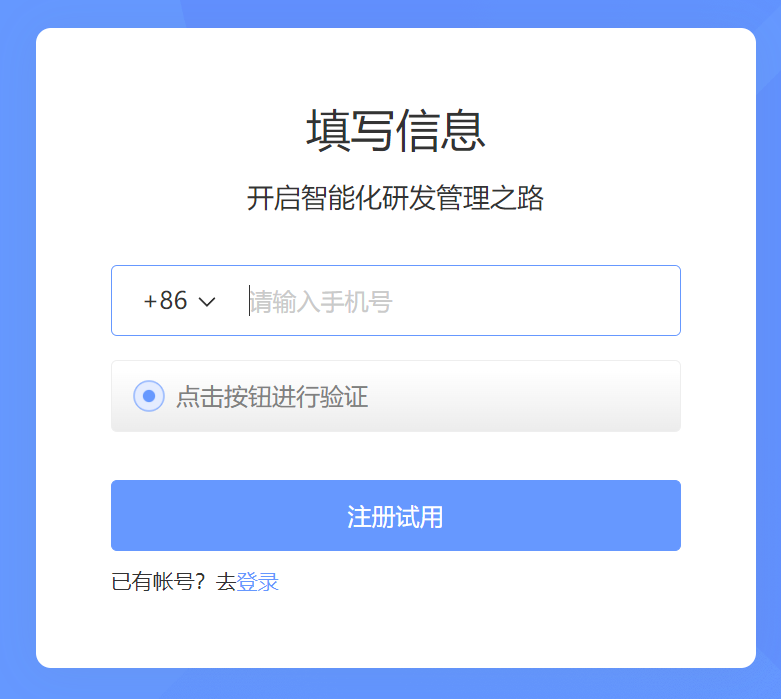 填写信息
开启智能化研发管理之路
+86 请输入手机号
点击按钮进行验证
注册试用
已有帐号？去登录